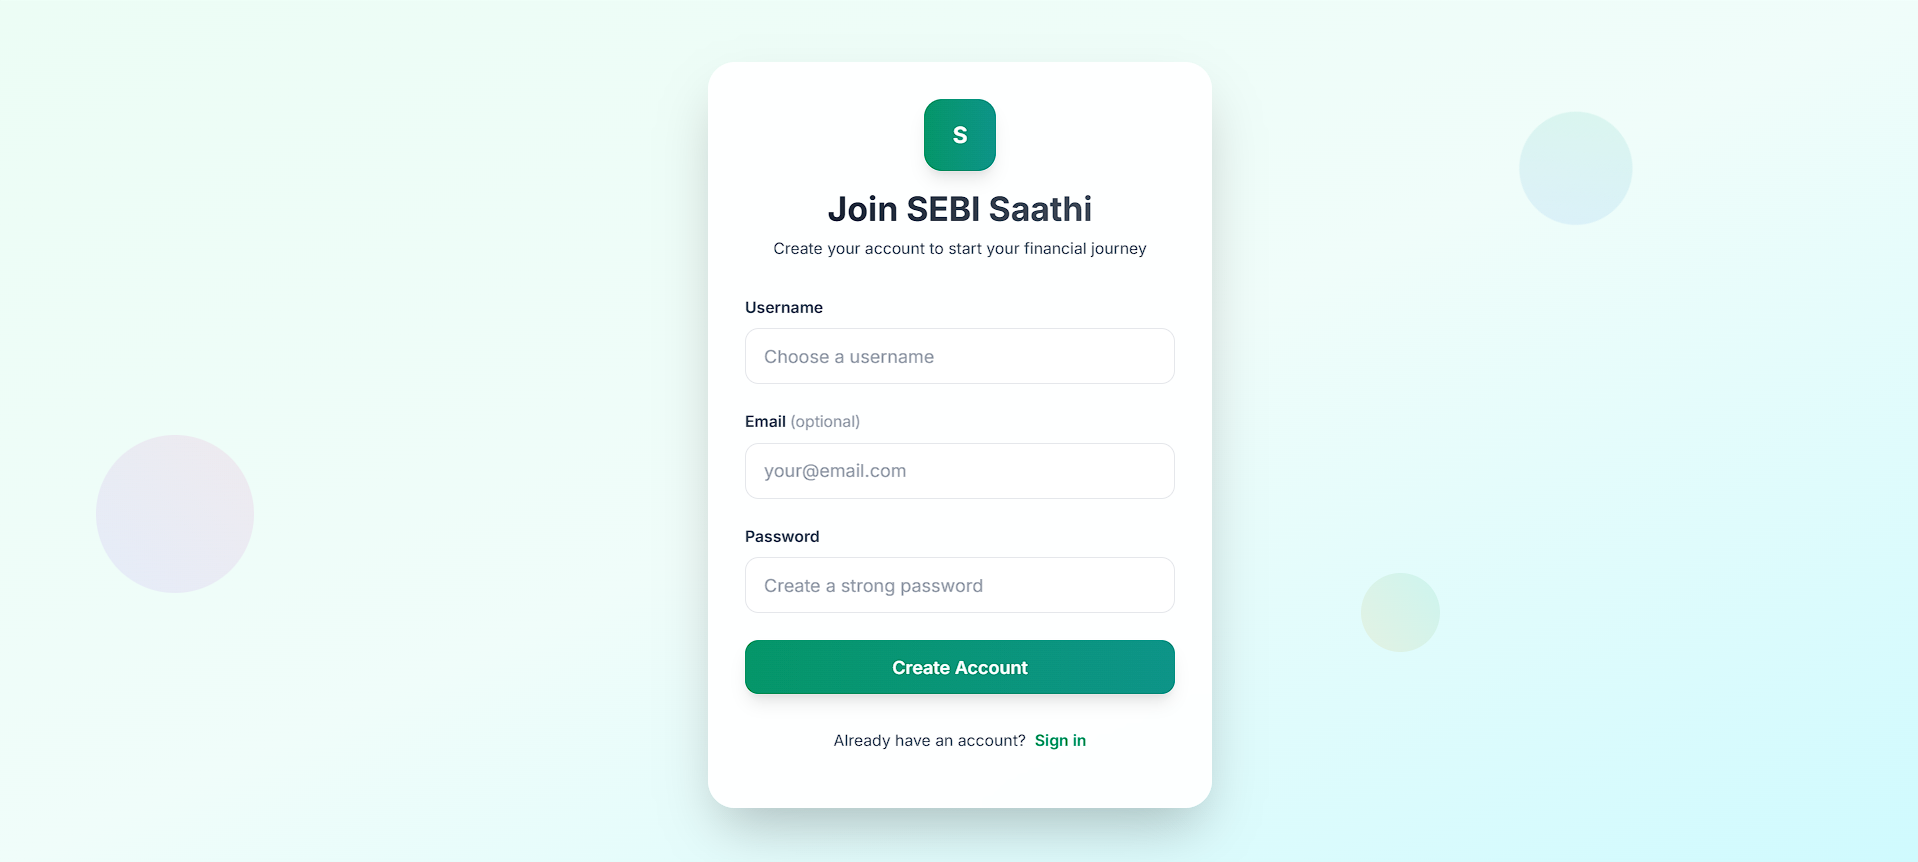 S
Join SEBI Saathi
Create your account to start your financial journey
Username
Choose a username
Email (optional)
your@email.com
Password
Create a strong password
Create Account
Already have an account? Sign in